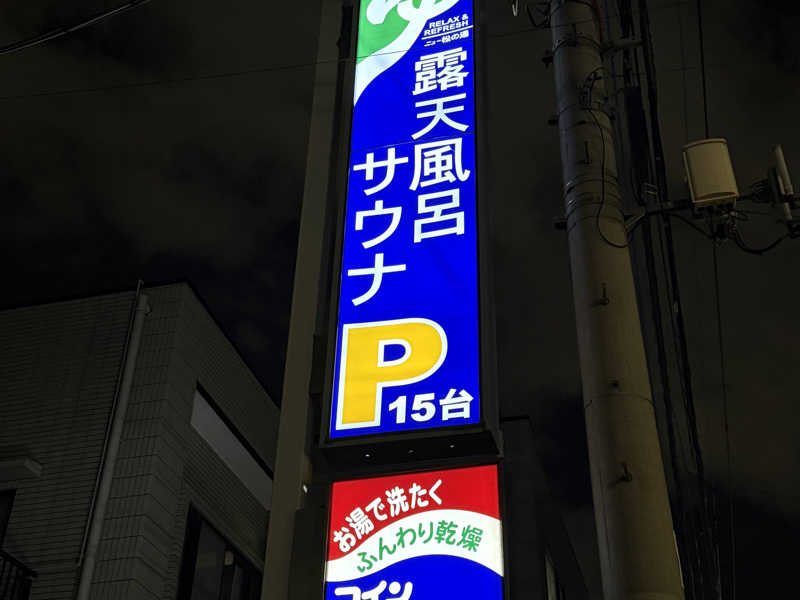 ゆ
RELAX &
REFRESH
ニュー松の湯
露天風呂
サウナ
P
15台
お湯で洗たく
ふんわり乾燥
コイン